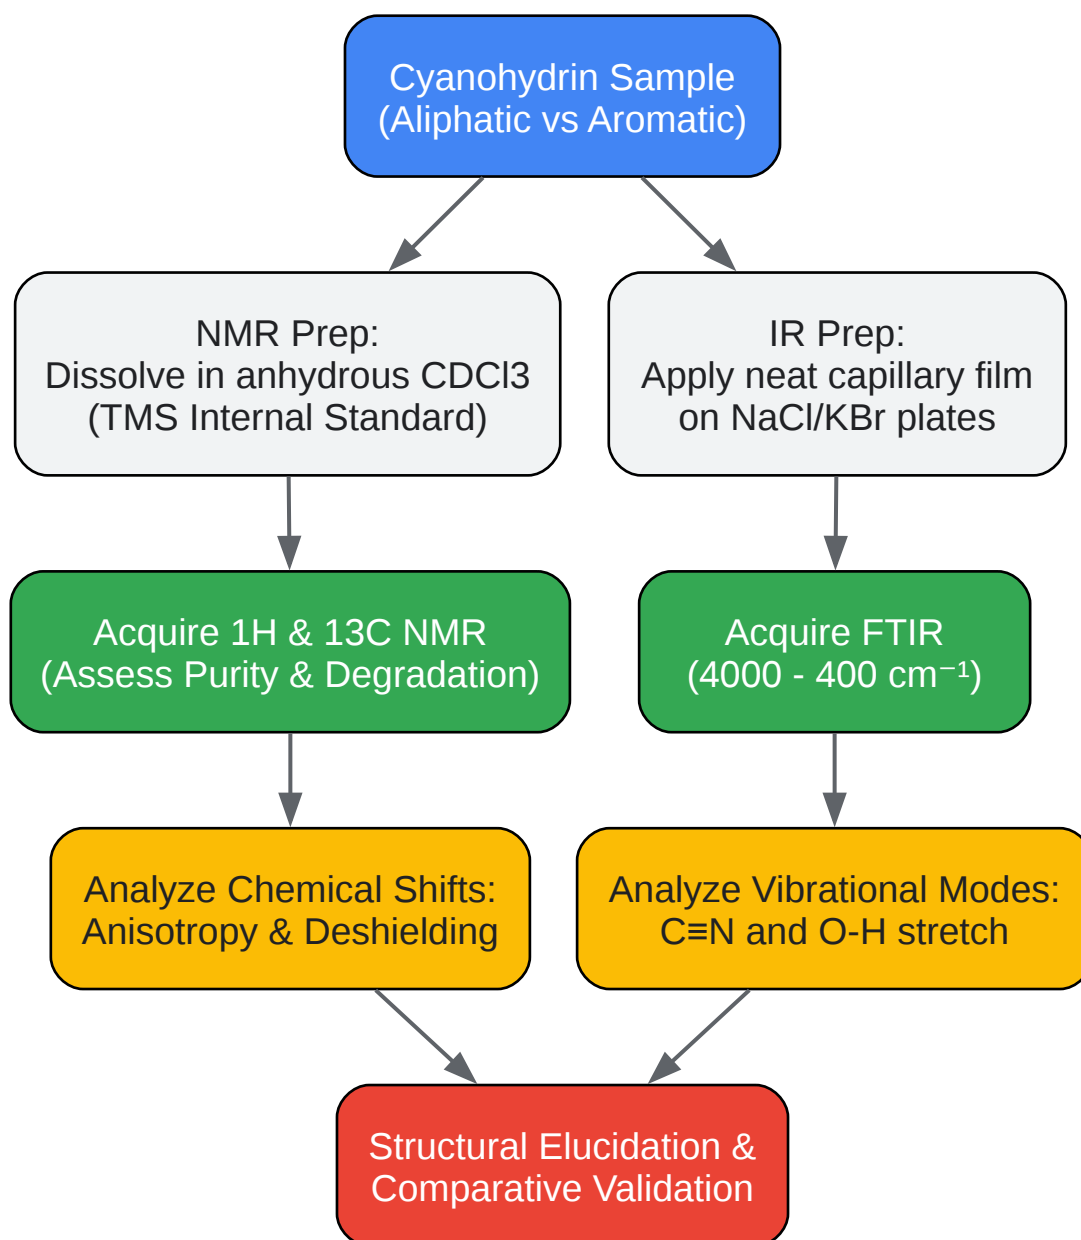 Cyanohydrin Sample
(Aliphatic vs Aromatic)
NMR Prep:
Dissolve in anhydrous CDCl3
(TMS Internal Standard)
IR Prep:
Apply neat capillary film
on NaCl/KBr plates
Acquire 1H & 13C NMR
(Assess Purity & Degradation)
Acquire FTIR
(4000 - 400 cm⁻¹)
Analyze Chemical Shifts:
Anisotropy & Deshielding
Analyze Vibrational Modes:
C≡N and O-H stretch
Structural Elucidation &
Comparative Validation